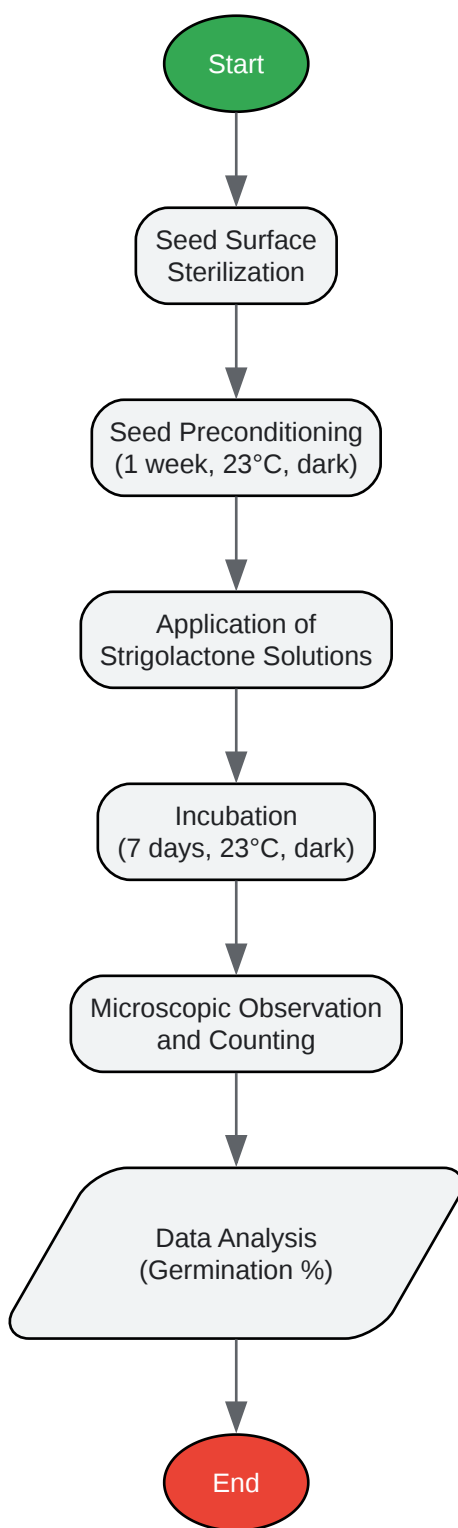 Start
Seed Surface
Sterilization
Seed Preconditioning
(1 week, 23°C, dark)
Application of
Strigolactone Solutions
Incubation
(7 days, 23°C, dark)
Microscopic Observation
and Counting
Data Analysis
(Germination %)
End